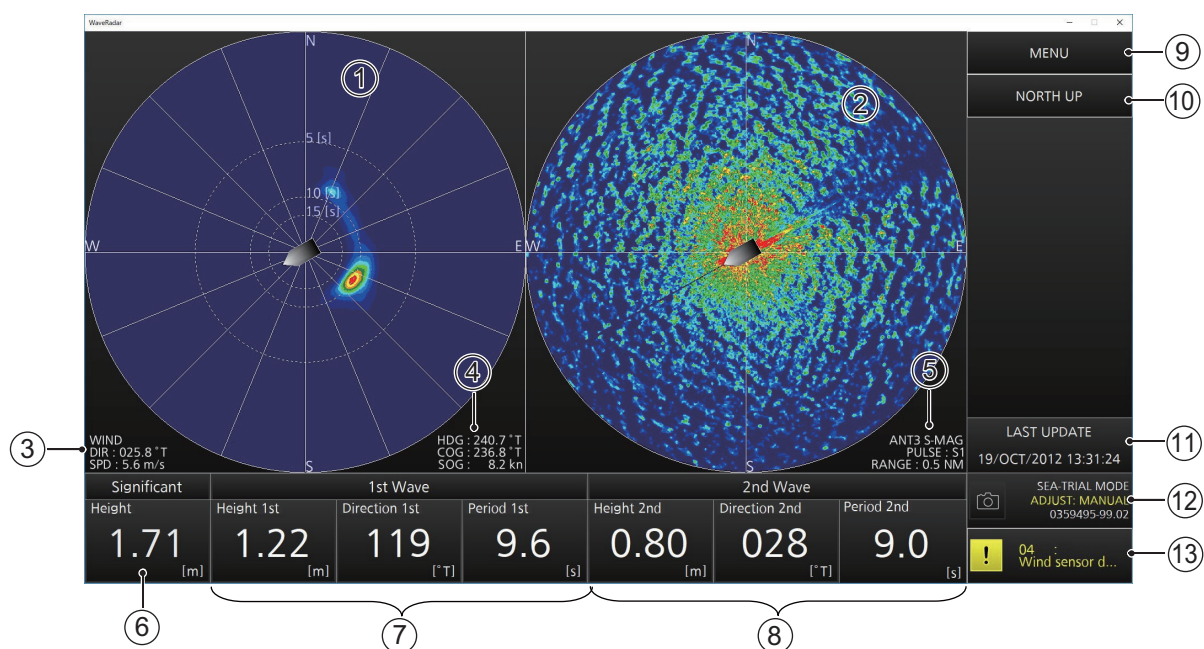 WaveRadar
N
1
5 [s]
10 [s]
15 [s]
W
E
S
4
N
2
W
E
S
5
MENU
9
NORTH UP
10
3
WIND
DIR : 025.8 °T
SPD : 5.6 m/s
HDG : 240.7 °T
COG : 236.8 °T
SOG : 8.2 kn
ANT3 S-MAG
PULSE : S1
RANGE : 0.5 NM
LAST UPDATE
19/OCT/2012 13:31:24
11
SEA-TRIAL MODE
ADJUST: MANUAL
0359495-99.02
12
04 :
Wind sensor d...
13
Significant
1st Wave
2nd Wave
Height
1.71
[m]
Height 1st
1.22
[m]
Direction 1st
119
[°T]
Period 1st
9.6
[s]
Height 2nd
0.80
[m]
Direction 2nd
028
[°T]
Period 2nd
9.0
[s]
6
7
8